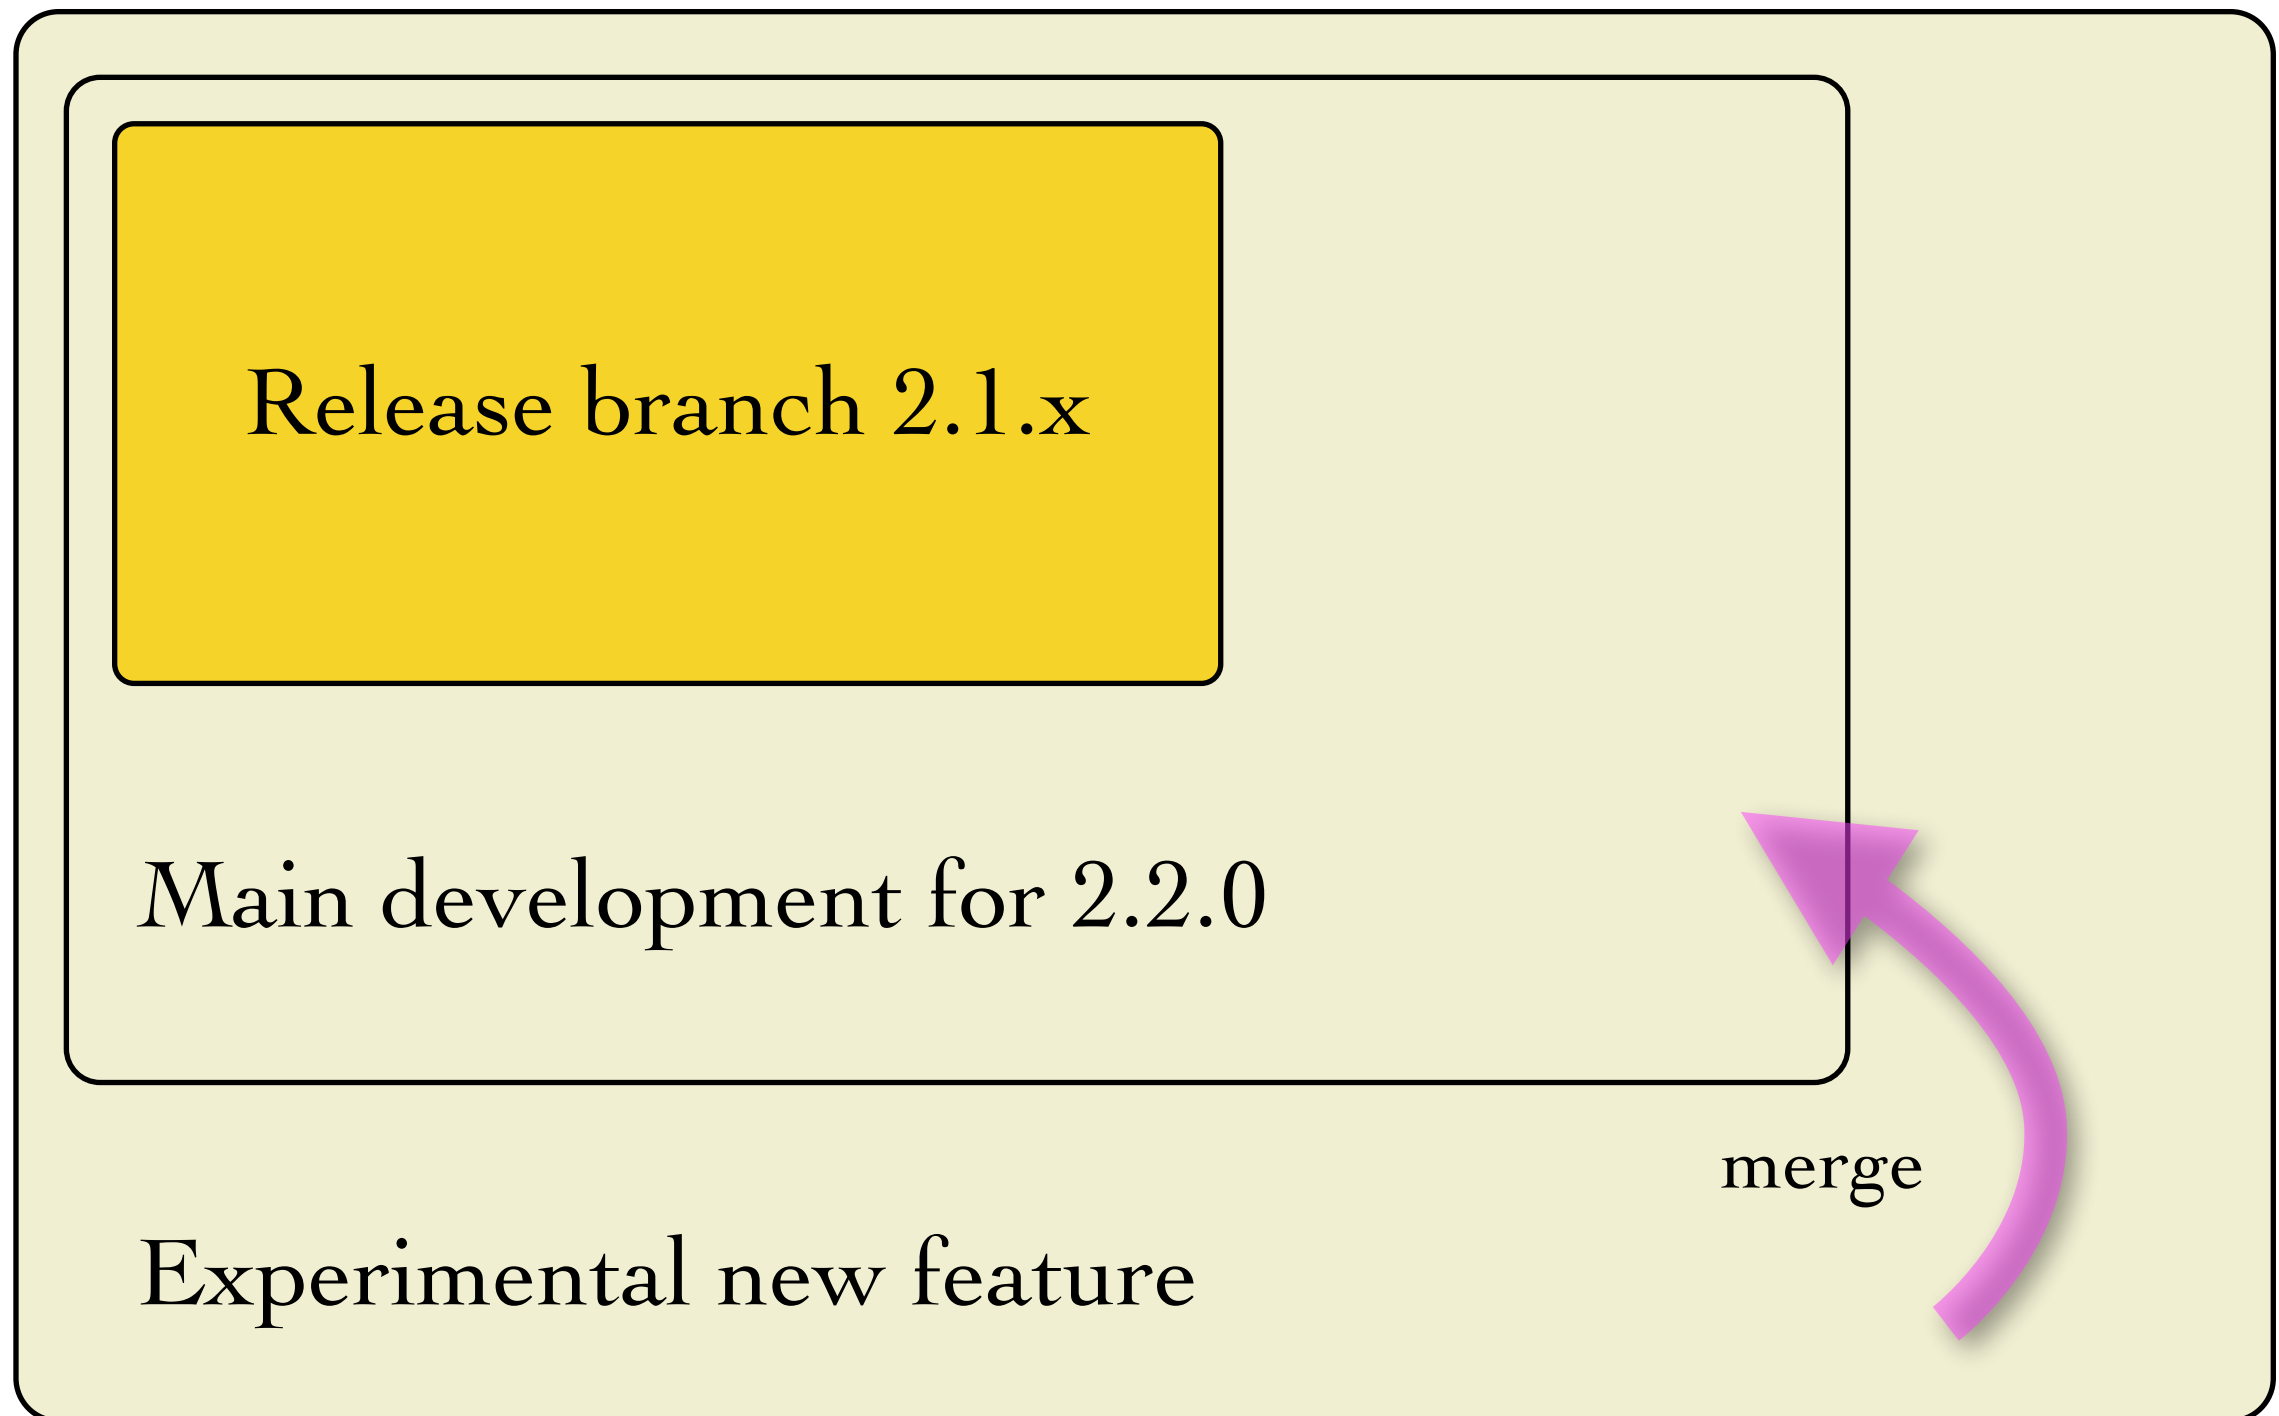 Release branch 2.1.x
Main development for 2.2.0
merge
Experimental new feature